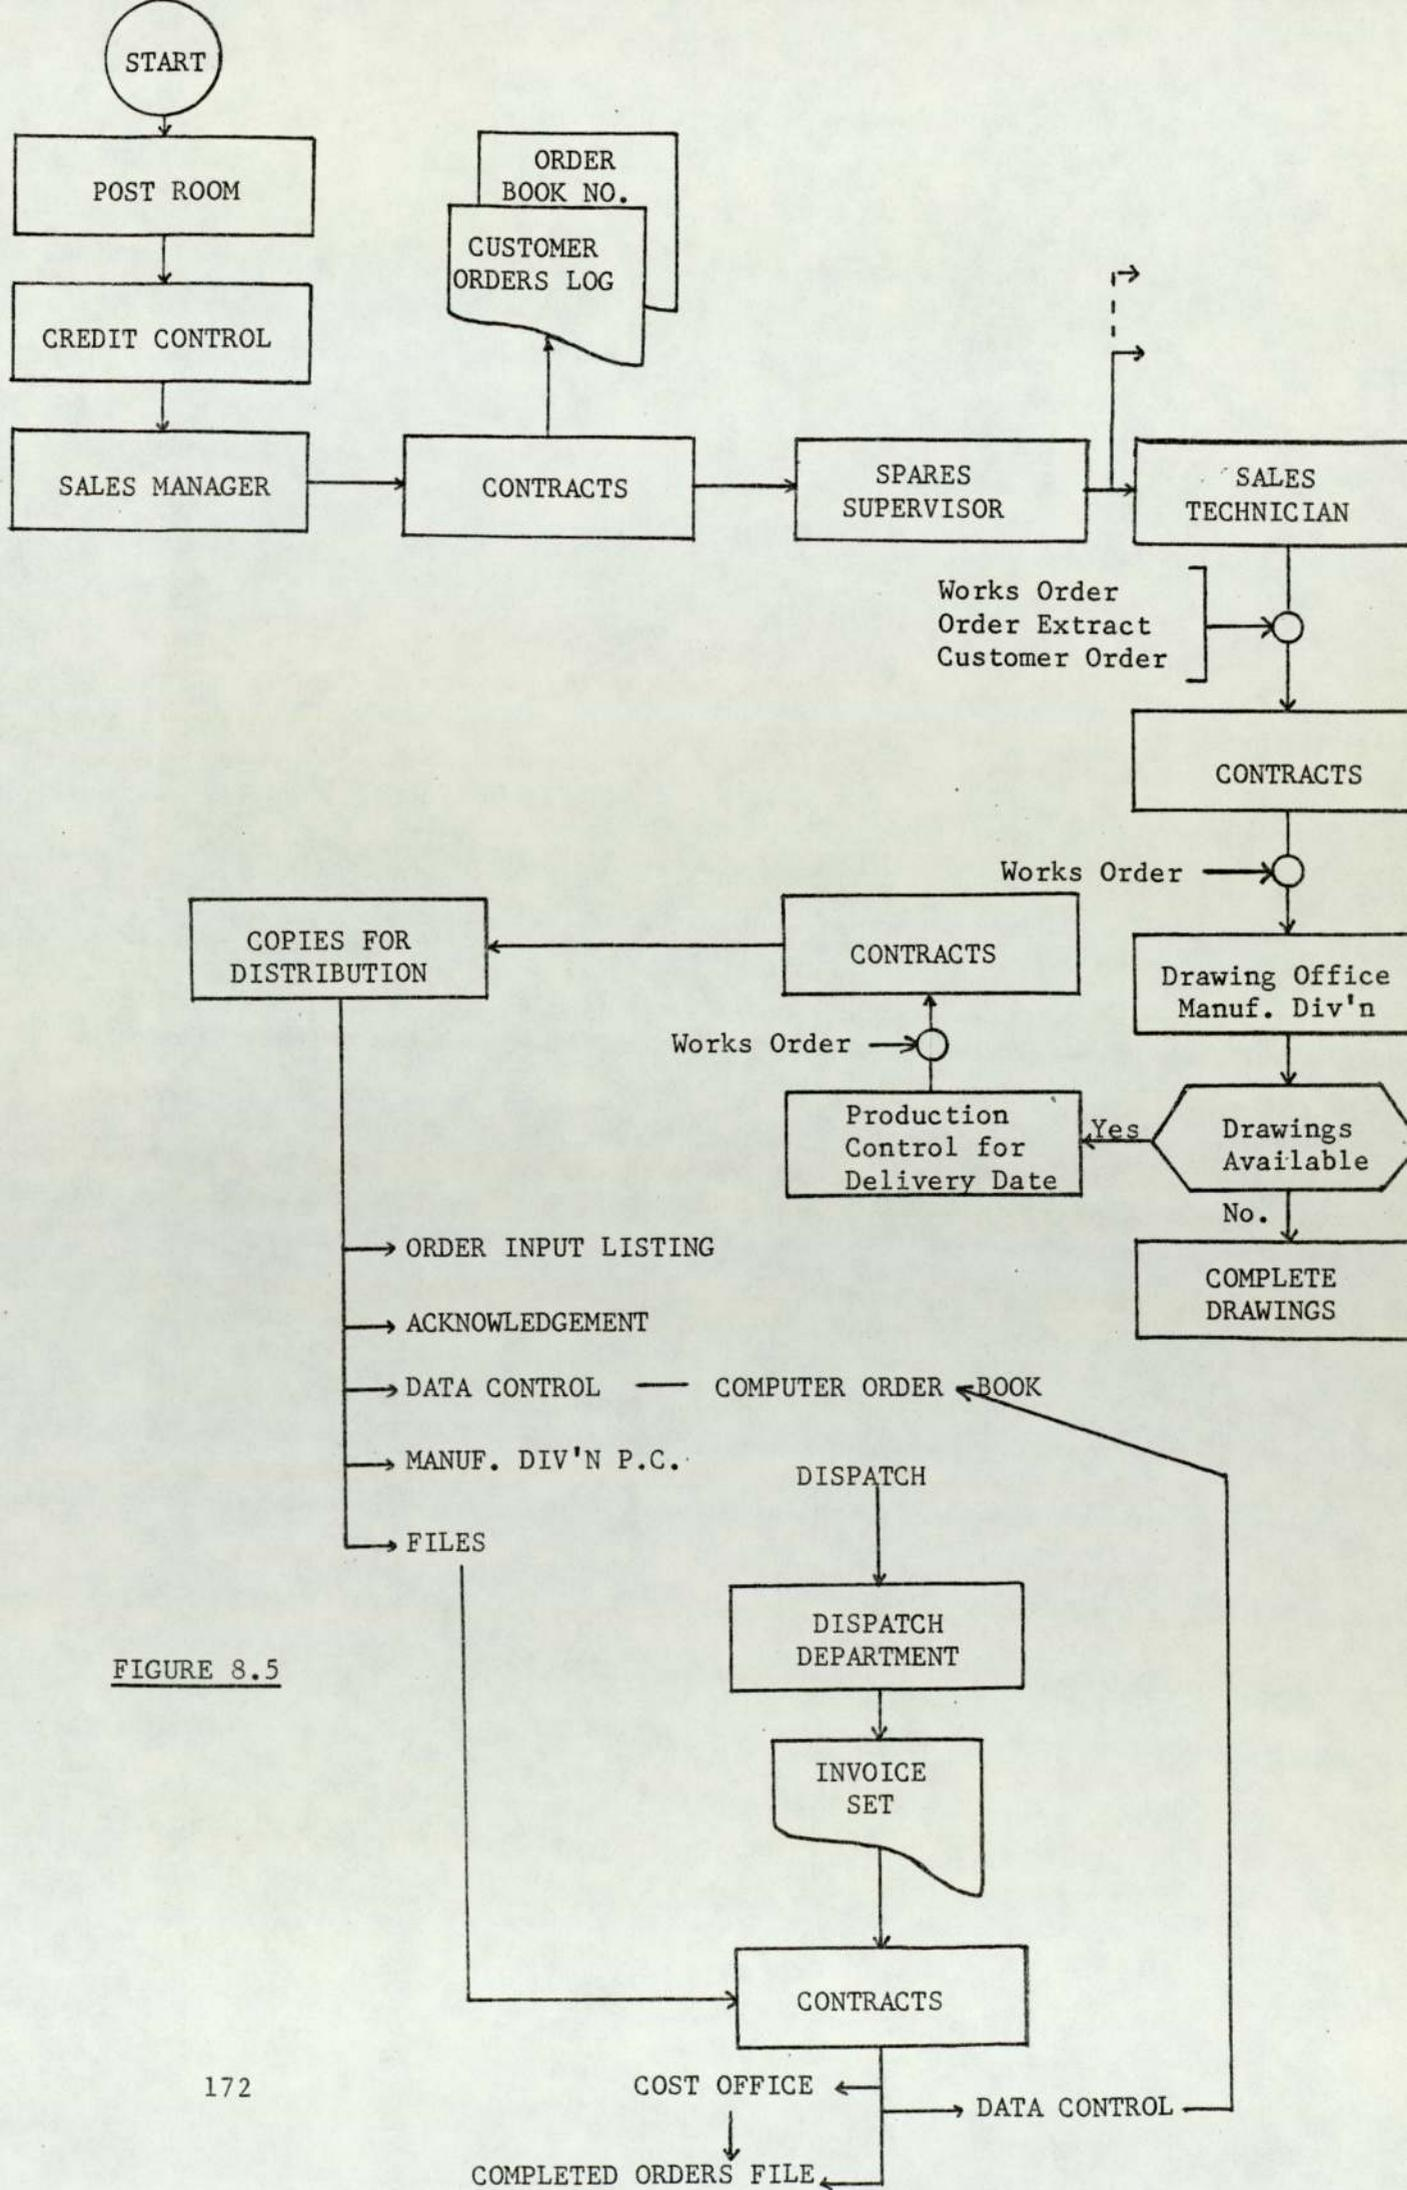 START
POST ROOM
CREDIT CONTROL
SALES MANAGER
ORDER
BOOK NO.
CUSTOMER
ORDERS LOG
CONTRACTS
SPARES
SUPERVISOR
SALES
TECHNICIAN
Works Order
Order Extract
Customer Order
CONTRACTS
Works Order
Drawing Office
Manuf. Div'n
Drawings
Available
Yes
No.
COMPLETE
DRAWINGS
Production
Control for
Delivery Date
Works Order
CONTRACTS
COPIES FOR
DISTRIBUTION
ORDER INPUT LISTING
ACKNOWLEDGEMENT
DATA CONTROL — COMPUTER ORDER BOOK
MANUF. DIV'N P.C.
FILES
DISPATCH
DISPATCH
DEPARTMENT
INVOICE
SET
CONTRACTS
COST OFFICE
DATA CONTROL
COMPLETED ORDERS FILE
FIGURE 8.5
172